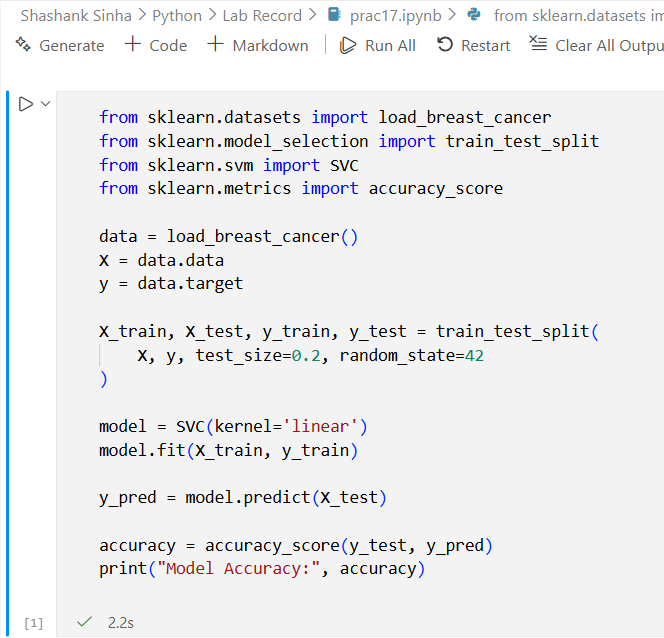 Shashank Sinha > Python > Lab Record > prac17.ipynb > from sklearn.datasets im
Generate + Code + Markdown | Run All Restart Clear All Outpu
from sklearn.datasets import load_breast_cancer
from sklearn.model_selection import train_test_split
from sklearn.svm import SVC
from sklearn.metrics import accuracy_score
data = load_breast_cancer()
X = data.data
y = data.target
X_train, X_test, y_train, y_test = train_test_split(
    X, y, test_size=0.2, random_state=42
)
model = SVC(kernel='linear')
model.fit(X_train, y_train)
y_pred = model.predict(X_test)
accuracy = accuracy_score(y_test, y_pred)
print("Model Accuracy:", accuracy)
[1] ✓ 2.2s